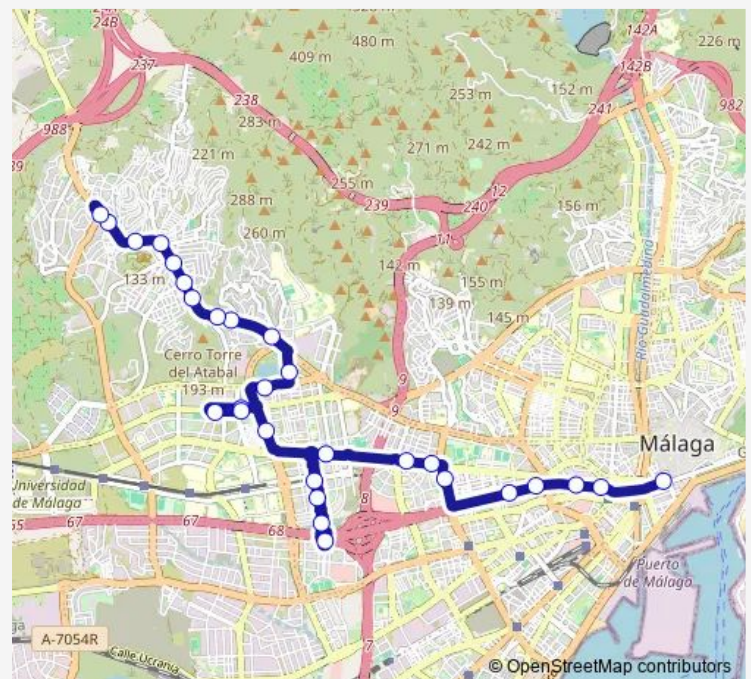 24B
142A
226 m
480 m
409 m
237
142B
152 m
253 m
241
238
982
988
283 m
242 m
271 m
221 m
255 m
12
288 m
239
240
156 m
260 m
11
142 m
155 m
133 m
139 m
145 m
Río Guadalmedina
Cerro Torre
del Atabal
193 m
9
9
Málaga
Universidad
de Málaga
8
67
67
68
Puerto
de Málaga
A-7054R
7
Calle Ucrania
© OpenStreetMap contributors